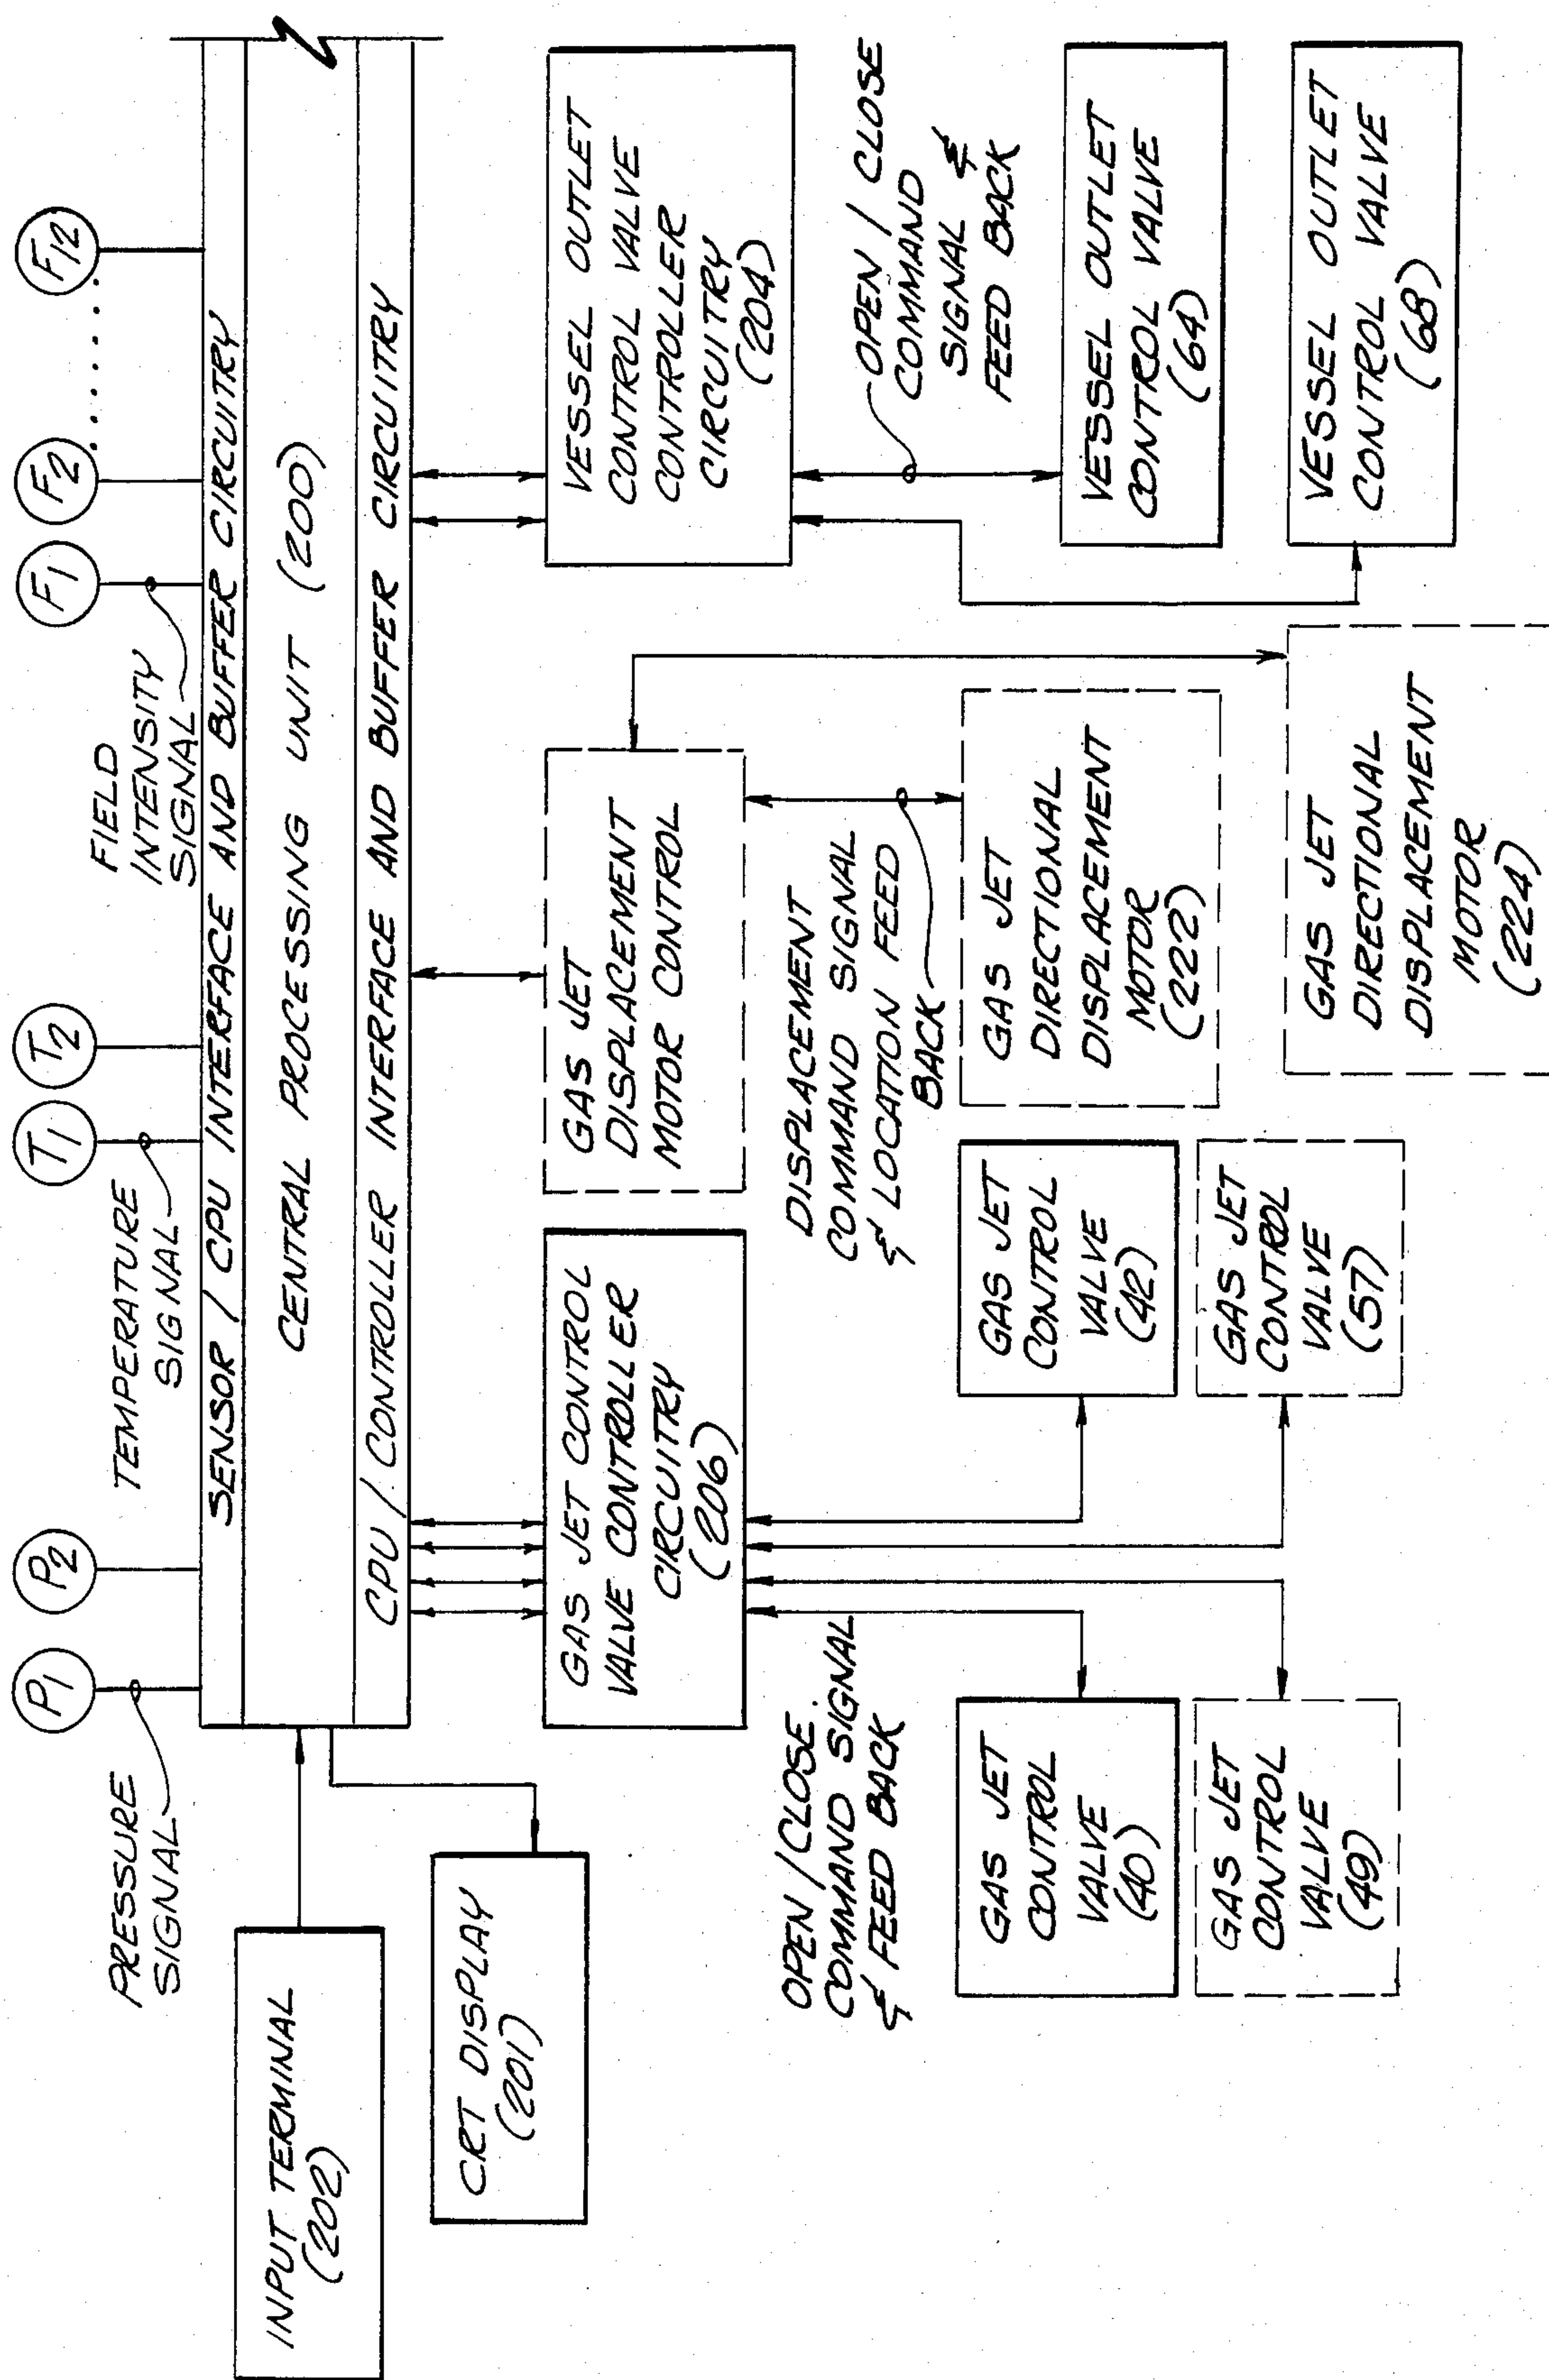 P1
P2
T1
T2
F1
F2
.......
F12
PRESSURE
SIGNAL
TEMPERATURE
SIGNAL
FIELD
INTENSITY
SIGNAL
SENSOR / CPU INTERFACE AND BUFFER CIRCUITRY
CENTRAL PROCESSING UNIT (200)
CPU / CONTROLLER INTERFACE AND BUFFER CIRCUITRY
INPUT TERMINAL
(202)
CRT DISPLAY
(201)
GAS JET CONTROL
VALVE CONTROLLER
CIRCUITRY
(206)
GAS JET
DISPLACEMENT
MOTOR CONTROL
VESSEL OUTLET
CONTROL VALVE
CONTROLLER
CIRCUITRY
(204)
OPEN/CLOSE
COMMAND SIGNAL
& FEED BACK
DISPLACEMENT
COMMAND SIGNAL
& LOCATION FEED
BACK
OPEN / CLOSE
COMMAND
SIGNAL &
FEED BACK
GAS JET
CONTROL
VALVE
(40)
GAS JET
CONTROL
VALVE
(42)
GAS JET
DIRECTIONAL
DISPLACEMENT
MOTOR
(222)
VESSEL OUTLET
CONTROL VALVE
(64)
GAS JET
CONTROL
VALVE
(49)
GAS JET
CONTROL
VALVE
(57)
GAS JET
DIRECTIONAL
DISPLACEMENT
MOTOR
(224)
VESSEL OUTLET
CONTROL VALVE
(68)